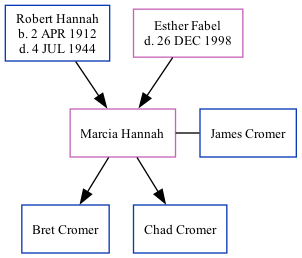 Robert Hannah
b. 2 APR 1912
d. 4 JUL 1944
Esther Fabel
d. 26 DEC 1998
Marcia Hannah
James Cromer
Bret Cromer
Chad Cromer